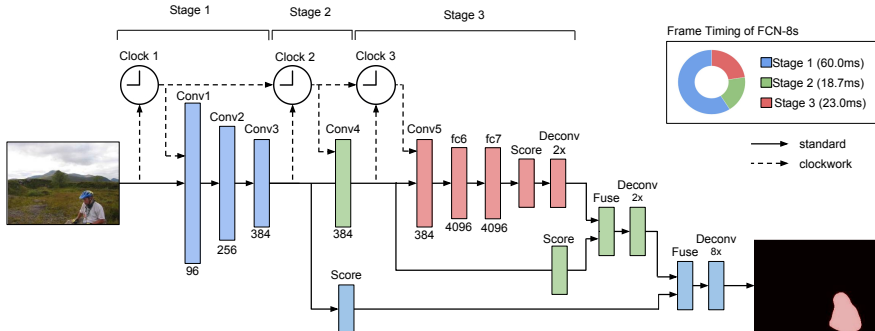 Stage 1
Stage 2
Stage 3
Frame Timing of FCN-8s
Stage 1 (60.0ms)
Stage 2 (18.7ms)
Stage 3 (23.0ms)
standard
clockwork
Clock 1
Clock 2
Clock 3
Conv1
Conv2
Conv3
Conv4
Conv5
fc6
fc7
Score
Deconv
2x
96
256
384
384
384
4096
4096
Fuse
Deconv
2x
Score
Score
Fuse
Deconv
8x